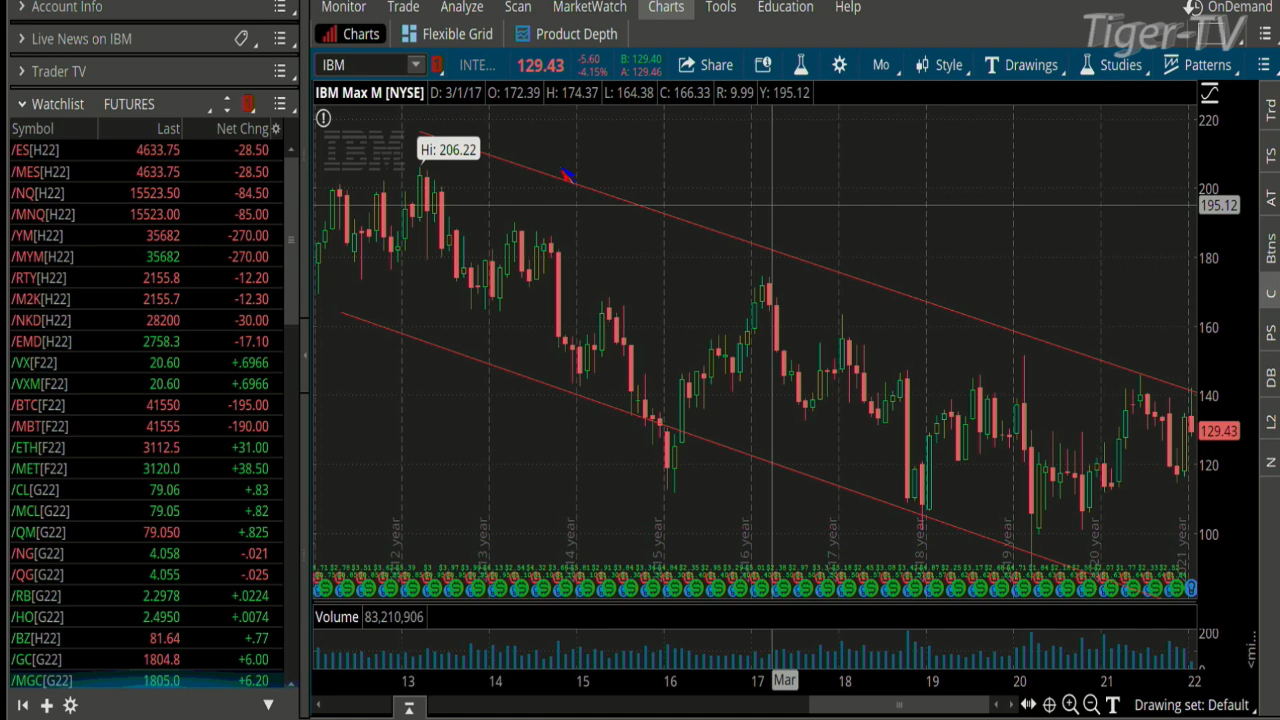 Account Info
Live News on IBM
Trader TV
Watchlist FUTURES
Symbol Last Net Chng
/ES[H22] 4633.75 -28.50
/MES[H22] 4633.75 -28.50
/NQ[H22] 15523.50 -84.50
/MNQ[H22] 15523.00 -85.00
/YM[H22] 35682 -270.00
/MYM[H22] 35682 -270.00
/RTY[H22] 2155.8 -12.20
/M2K[H22] 2155.7 -12.30
/NKD[H22] 28200 -30.00
/EMD[H22] 2758.3 -17.10
/VX[F22] 20.60 +.6966
/VXM[F22] 20.60 +.6966
/BTC[F22] 41550 -195.00
/MBT[F22] 41555 -190.00
/ETH[F22] 3112.5 +31.00
/MET[F22] 3120.0 +38.50
/CL[G22] 79.06 +.83
/MCL[G22] 79.05 +.82
/QM[G22] 79.050 +.825
/NG[G22] 4.058 -.021
/QG[G22] 4.055 -.025
/RB[G22] 2.2978 +.0224
/HO[G22] 2.4950 +.0074
/BZ[H22] 81.64 +.77
/GC[G22] 1804.8 +6.00
/MGC[G22] 1805.0 +6.20
Monitor Trade Analyze Scan MarketWatch Charts Tools Education Help
OnDemand
Tiger-TV
Charts Flexible Grid Product Depth
IBM INTE... 129.43 -5.60 -4.15% B: 129.40 A: 129.46 Share Mo Style Drawings Studies Patterns
IBM Max M [NYSE] D: 3/1/17 O: 172.39 H: 174.37 L: 164.38 C: 166.33 R: 9.99 Y: 195.12
IBM
Hi: 206.22
220
200
195.12
180
160
140
129.43
120
100
Volume 83,210,906
200
13 14 15 16 17 Mar 18 19 20 21 22
Drawing set: Default
Trd
TS
AT
Btns
C
PS
DB
L2
N